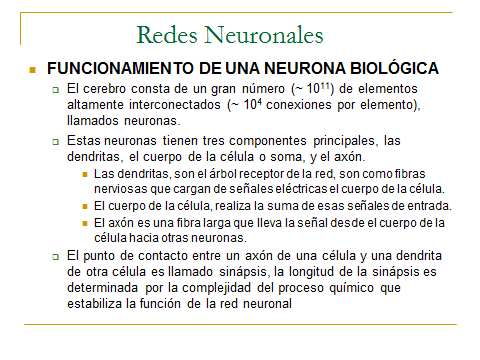 Redes Neuronales
FUNCIONAMIENTO DE UNA NEURONA BIOLÓGICA
El cerebro consta de un gran número (~ 10¹¹) de elementos
altamente interconectados (~ 10⁴ conexiones por elemento),
llamados neuronas.
Estas neuronas tienen tres componentes principales, las
dendritas, el cuerpo de la célula o soma, y el axón.
Las dendritas, son el árbol receptor de la red, son como fibras
nerviosas que cargan de señales eléctricas el cuerpo de la célula.
El cuerpo de la célula, realiza la suma de esas señales de entrada.
El axón es una fibra larga que lleva la señal desde el cuerpo de la
célula hacia otras neuronas.
El punto de contacto entre un axón de una célula y una dendrita
de otra célula es llamado sinápsis, la longitud de la sinápsis es
determinada por la complejidad del proceso químico que
estabiliza la función de la red neuronal